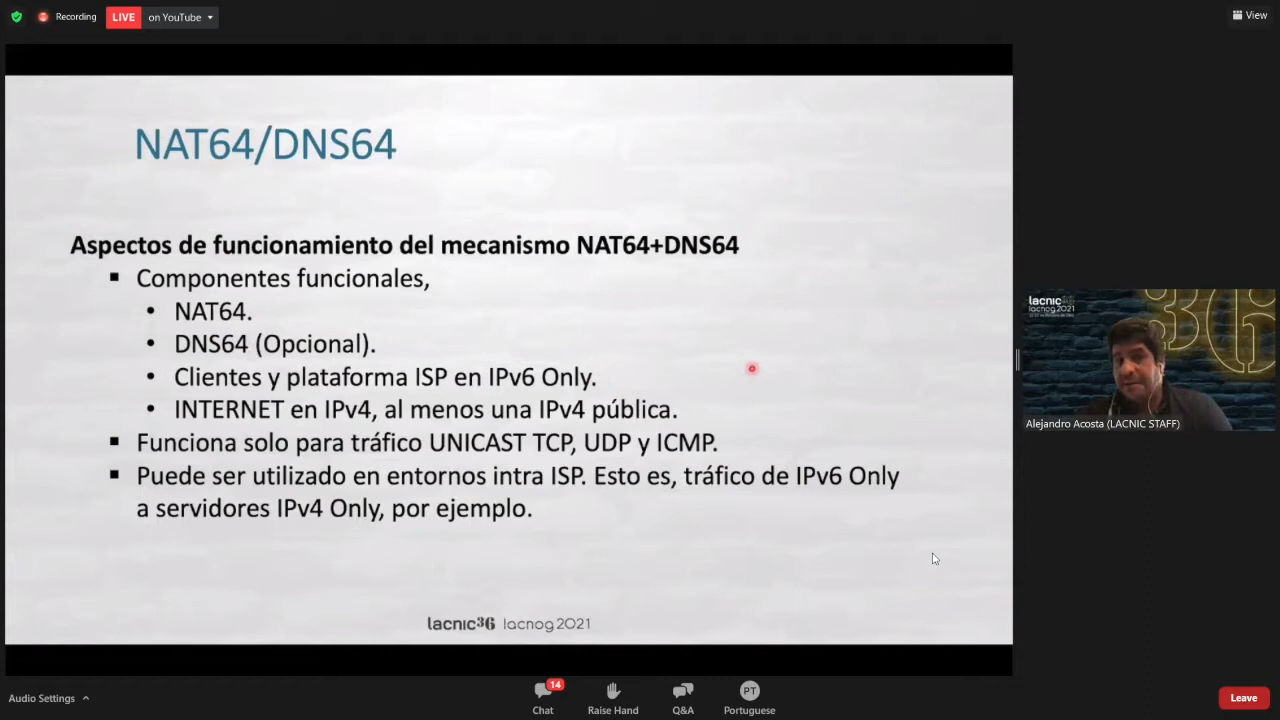 Recording
LIVE
on YouTube
View
NAT64/DNS64
Aspectos de funcionamiento del mecanismo NAT64+DNS64
Componentes funcionales,
NAT64.
DNS64 (Opcional).
Clientes y plataforma ISP en IPv6 Only.
INTERNET en IPv4, al menos una IPv4 pública.
Funciona solo para tráfico UNICAST TCP, UDP y ICMP.
Puede ser utilizado en entornos intra ISP. Esto es, tráfico de IPv6 Only
a servidores IPv4 Only, por ejemplo.
lacnic36 lacnog 2021
lacnic36
lacnog2021
36
Alejandro Acosta (LACNIC STAFF)
Audio Settings
14
Chat
Raise Hand
Q&A
PT
Portuguese
Leave